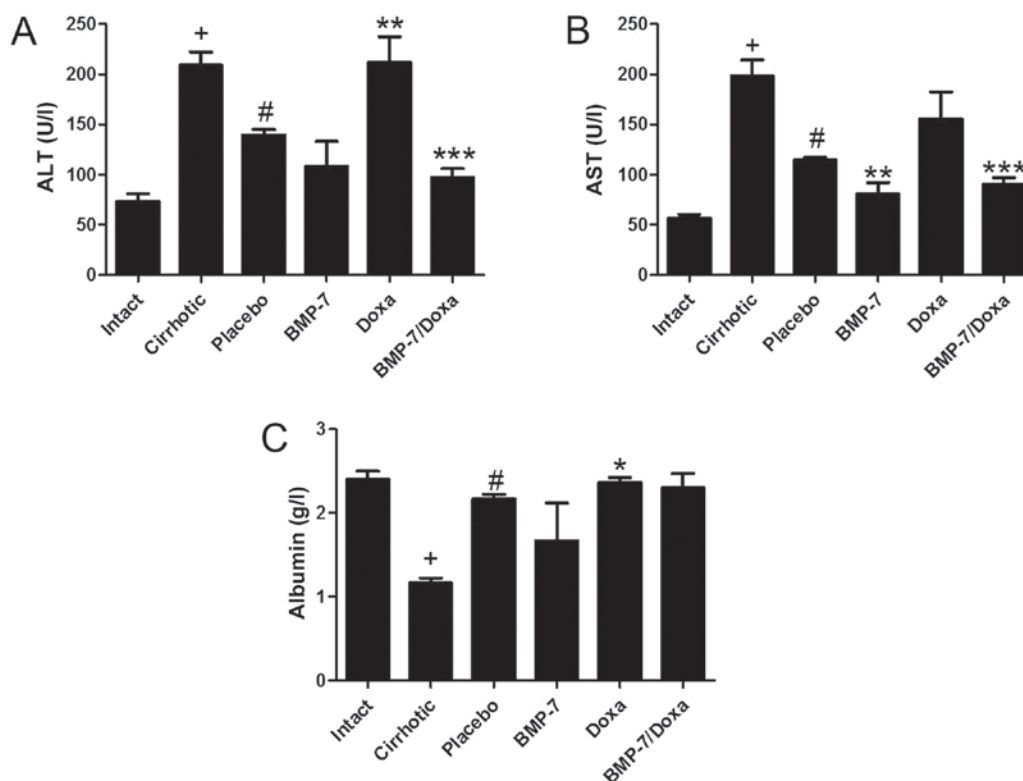 A
ALT (U/l)
250
200
150
100
50
0
+
#
**
***
Intact
Cirrhotic
Placebo
BMP-7
Doxa
BMP-7/Doxa
B
AST (U/l)
250
200
150
100
50
0
+
#
**
***
Intact
Cirrhotic
Placebo
BMP-7
Doxa
BMP-7/Doxa
C
Albumin (g/l)
3
2
1
0
+
#
*
Intact
Cirrhotic
Placebo
BMP-7
Doxa
BMP-7/Doxa